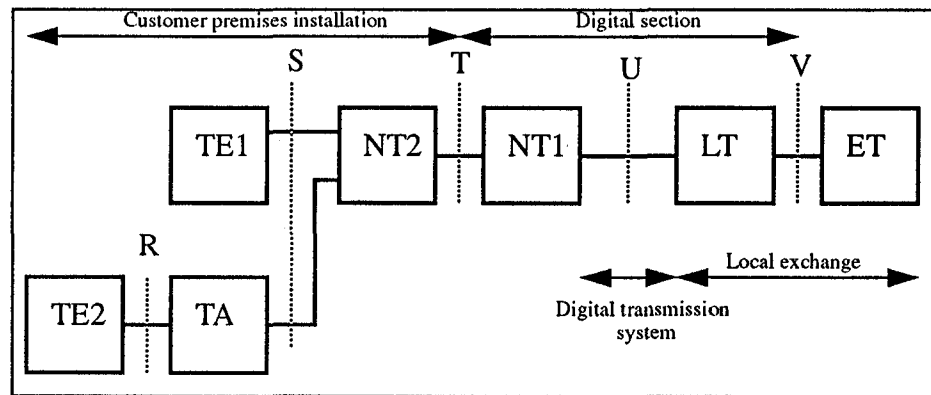 Customer premises installation
Digital section
S
T
U
V
TE1
NT2
NT1
LT
ET
R
Local exchange
TE2
TA
Digital transmission
system